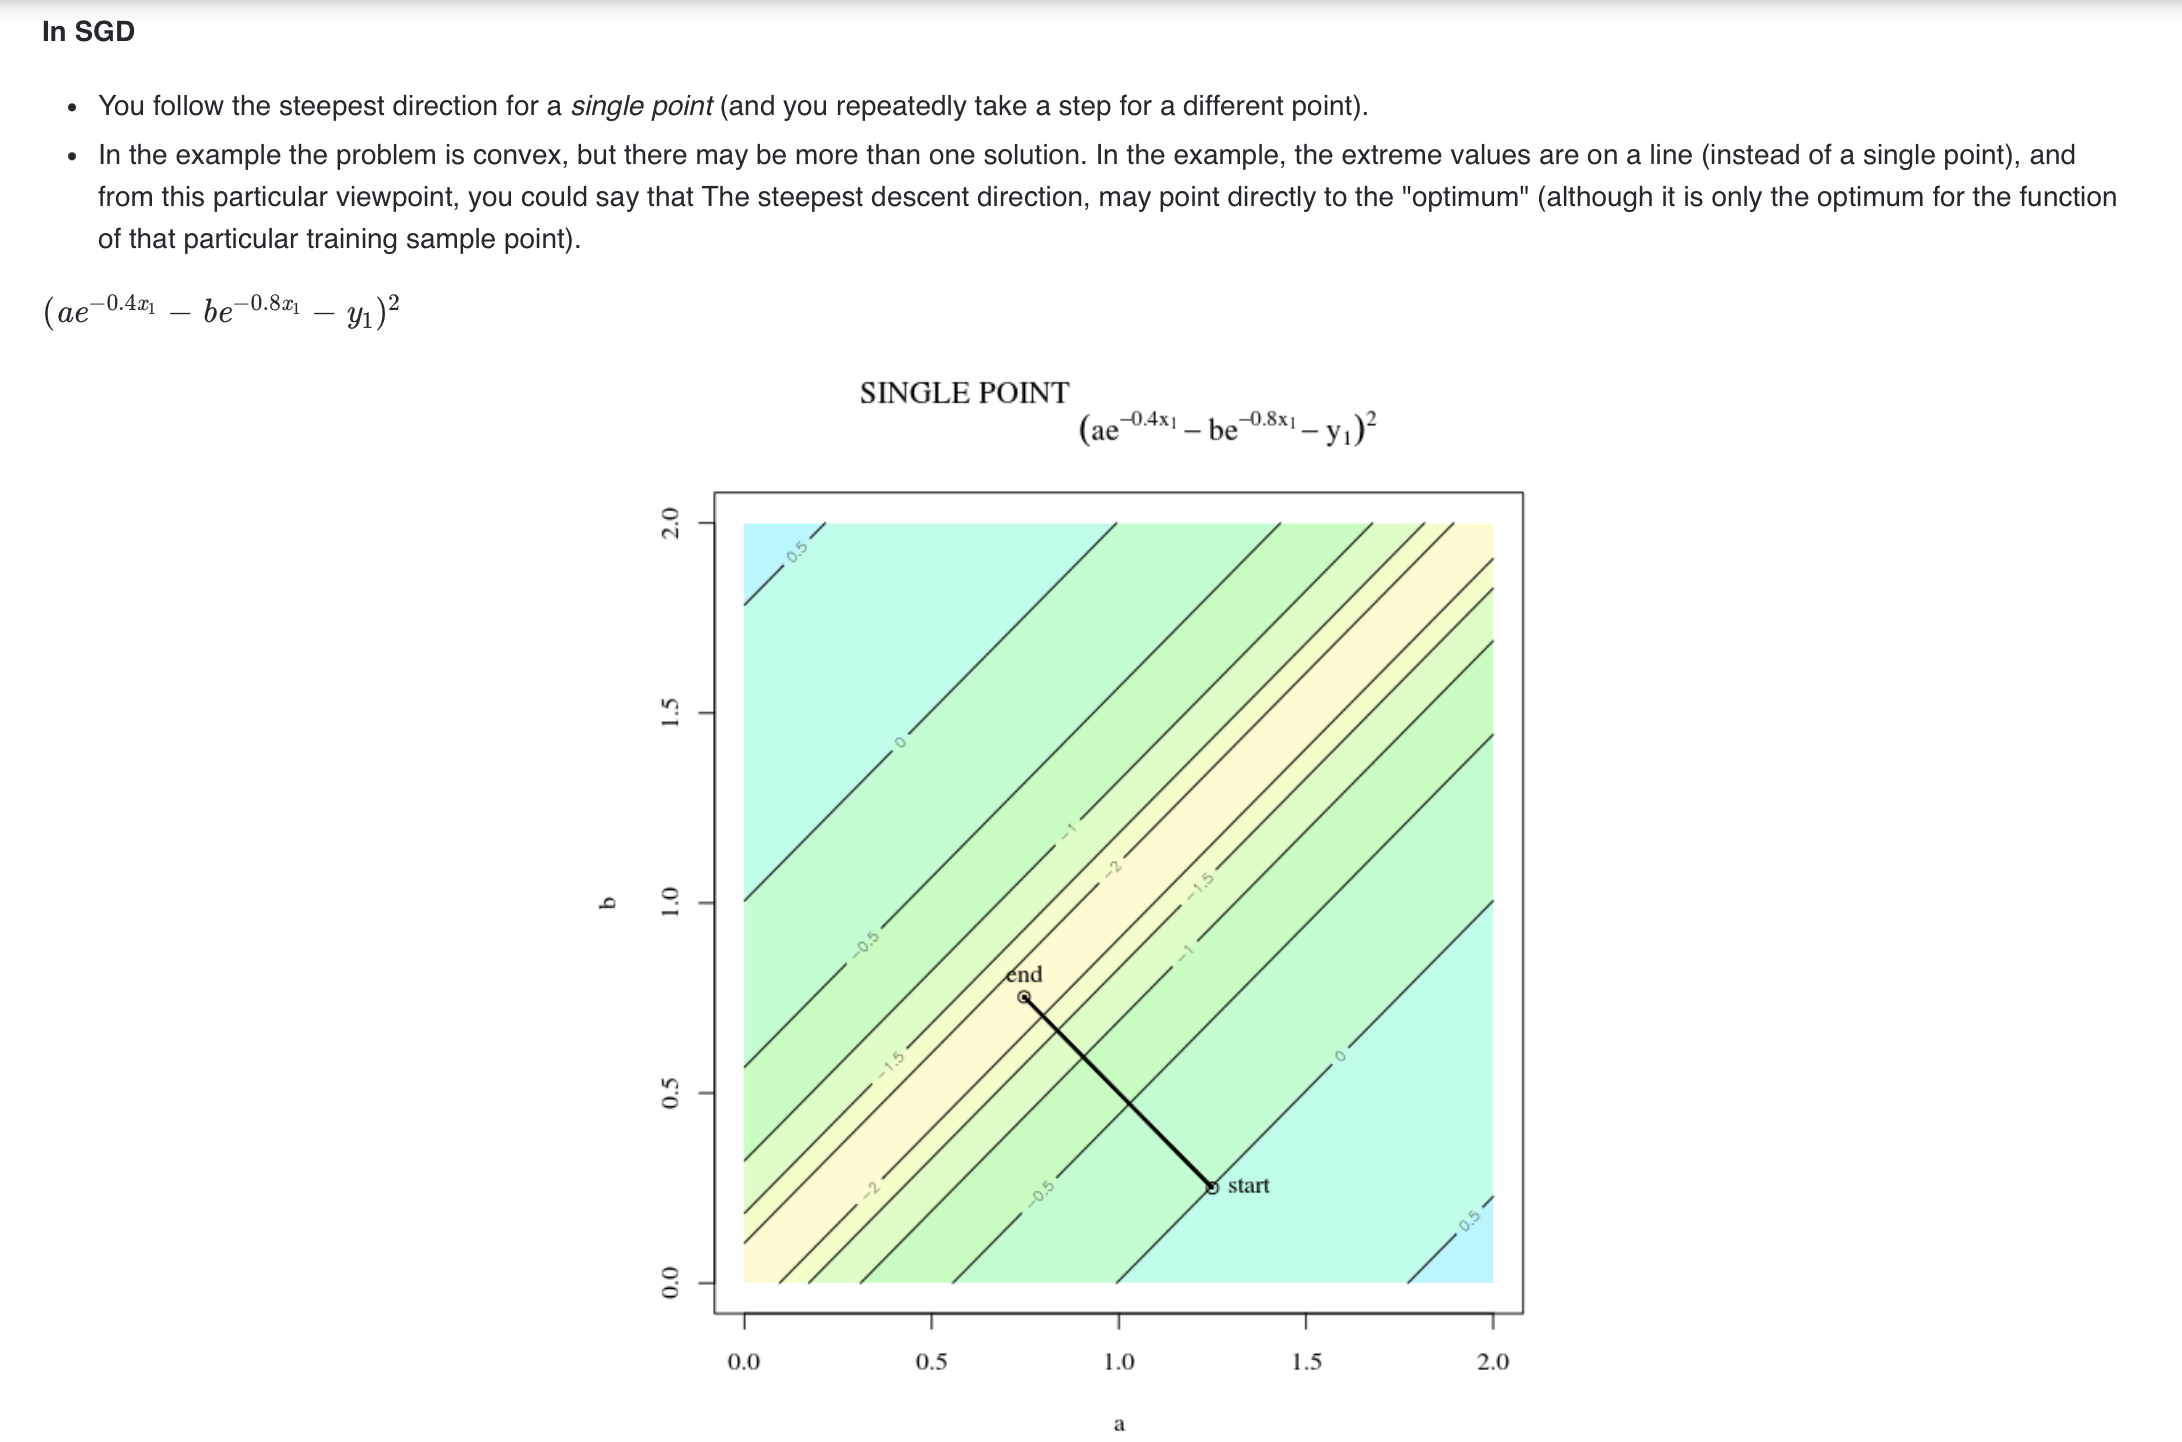 In SGD
• You follow the steepest direction for a single point (and you repeatedly take a step for a different point).
• In the example the problem is convex, but there may be more than one solution. In the example, the extreme values are on a line (instead of a single point), and
from this particular viewpoint, you could say that The steepest descent direction, may point directly to the "optimum" (although it is only the optimum for the function
of that particular training sample point).
(ae^{-0.4x_1} − be^{-0.8x_1} − y_1)^2
SINGLE POINT
(ae^{-0.4x_1} − be^{-0.8x_1} − y_1)^2
2.0
0.5
1.5
0
−1
−2
−1.5
1.0
b
−0.5
−1
end
−1.5
0
0.5
−2
−0.5
start
0.5
0.0
0.0 0.5 1.0 1.5 2.0
a